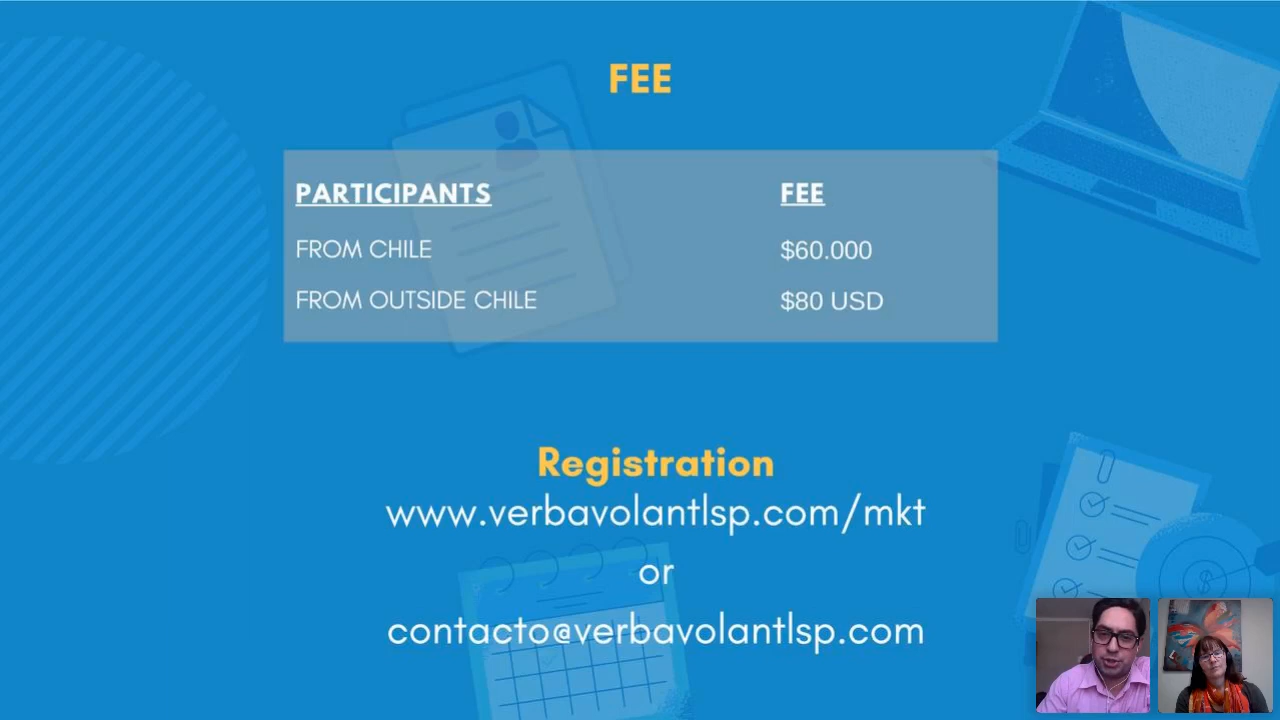 FEE
PARTICIPANTS FEE
FROM CHILE $60.000
FROM OUTSIDE CHILE $80 USD
Registration
www.verbavolantlsp.com/mkt
or
contacto@verbavolantlsp.com